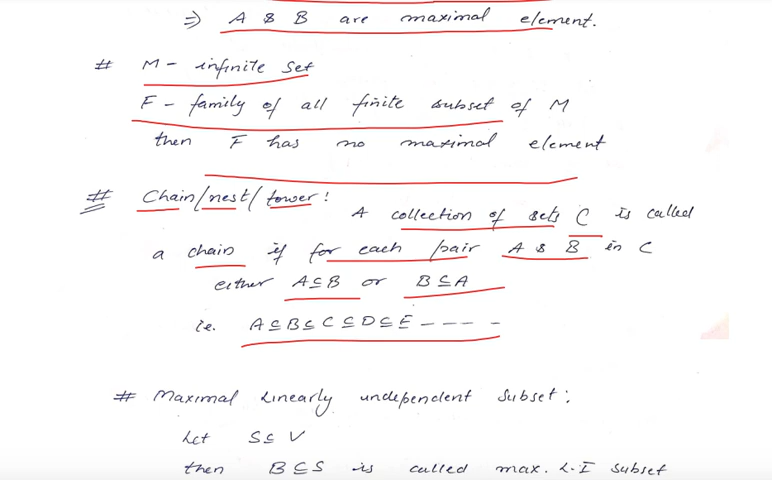 ⇒ A & B are maximal element.
# M - infinite set
F - family of all finite subset of M
then F has no maximal element
# Chain/nest/tower:
A collection of sets C is called
a chain if for each pair A & B in C
either A⊆B or B⊆A
ie. A⊆B⊆C⊆D⊆E ----
# Maximal Linearly independent subset:
Let S⊆V
then B⊆S is called max. L-I subset